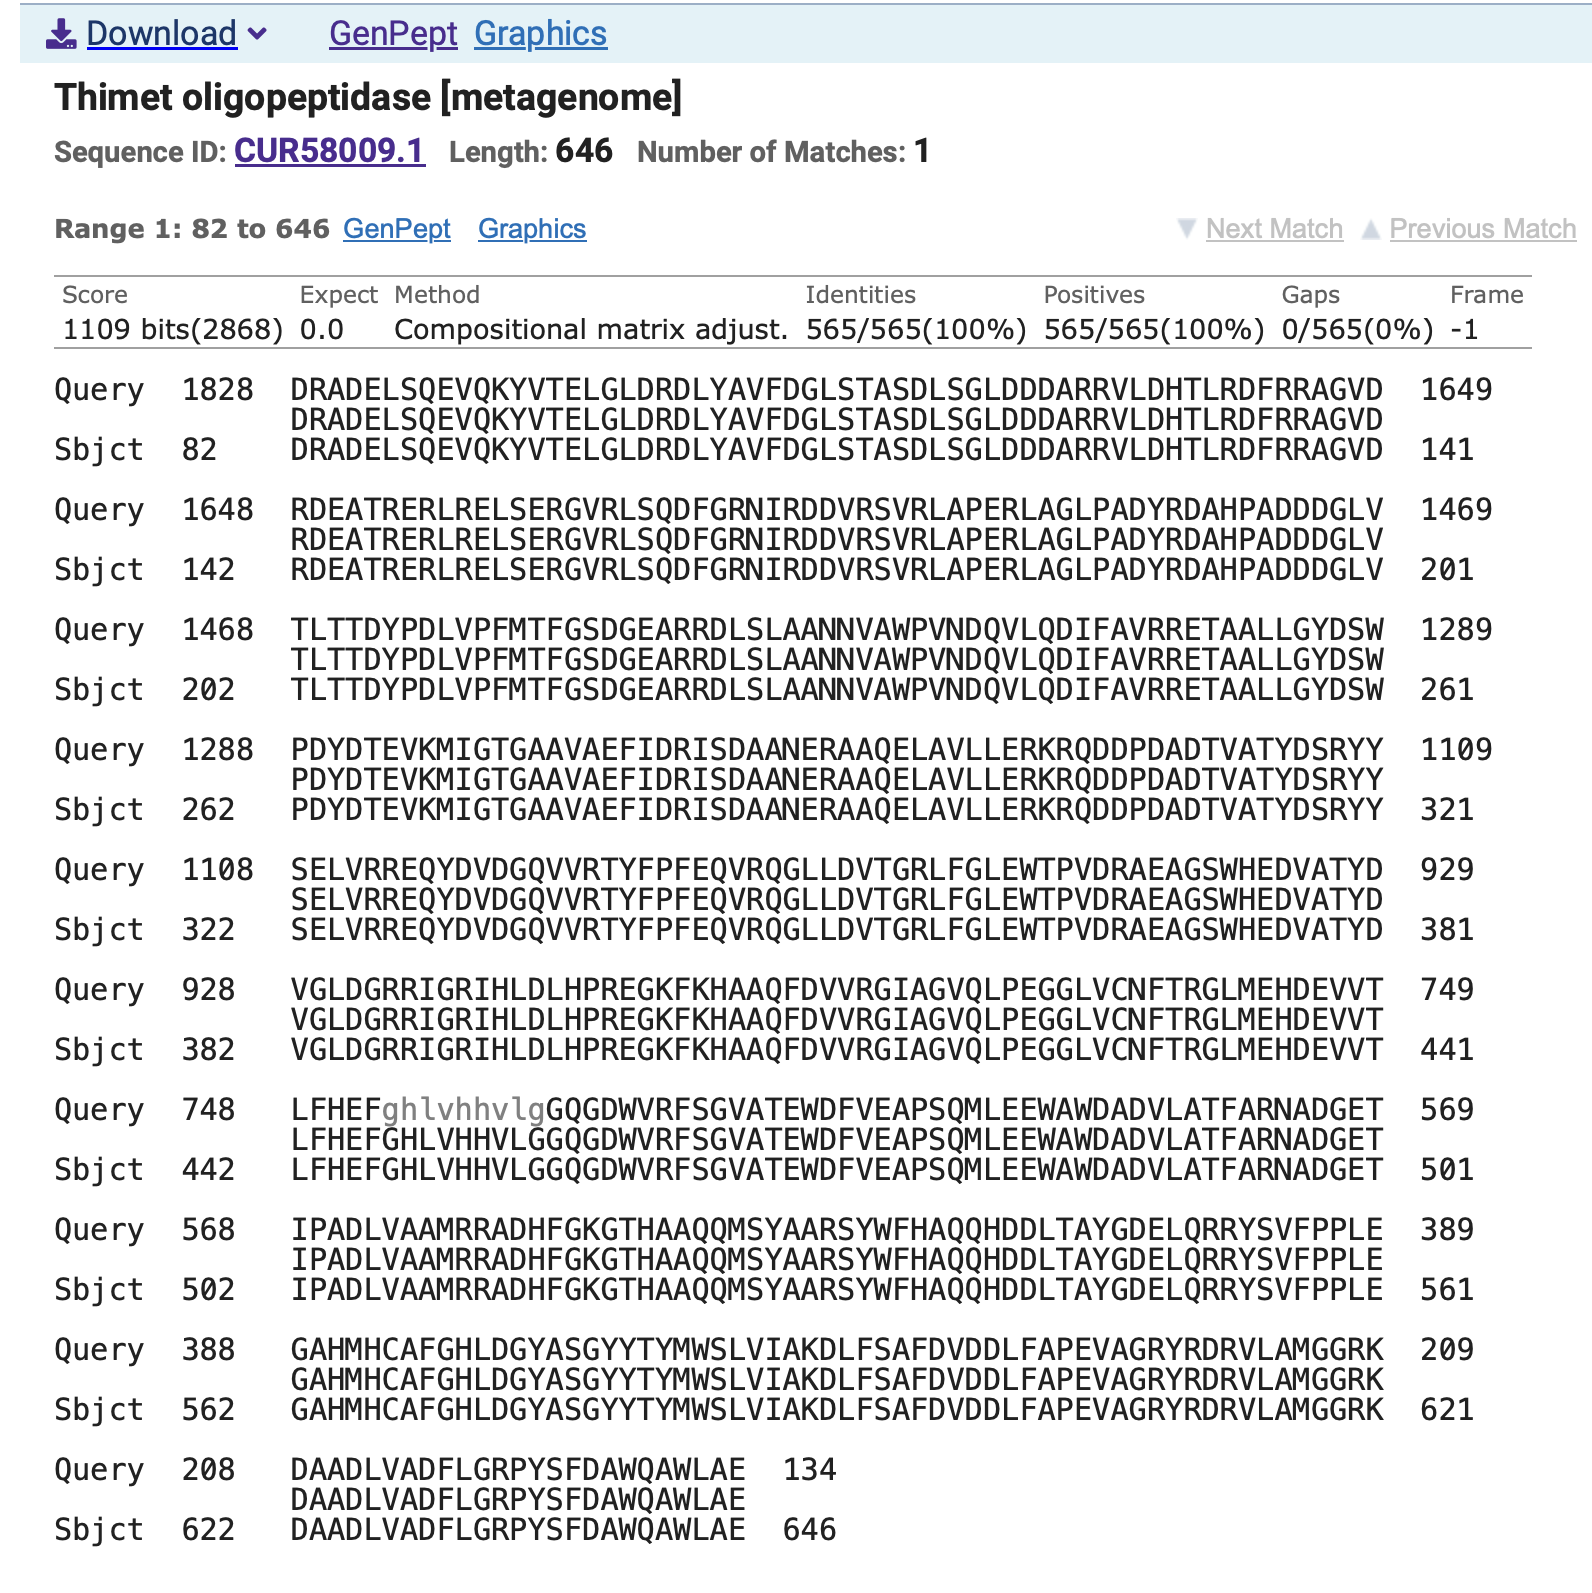 Download GenPept Graphics
Thimet oligopeptidase [metagenome]
Sequence ID: CUR58009.1 Length: 646 Number of Matches: 1
Range 1: 82 to 646 GenPept Graphics ▼ Next Match ▲ Previous Match
Score Expect Method Identities Positives Gaps Frame
1109 bits(2868) 0.0 Compositional matrix adjust. 565/565(100%) 565/565(100%) 0/565(0%) -1
Query 1828 DRADELSQEVQKYVTELGLDRDLYAVFDGLSTASDLSGLDDDARRVLDHTLRDFRRAGVD 1649
DRADELSQEVQKYVTELGLDRDLYAVFDGLSTASDLSGLDDDARRVLDHTLRDFRRAGVD
Sbjct 82 DRADELSQEVQKYVTELGLDRDLYAVFDGLSTASDLSGLDDDARRVLDHTLRDFRRAGVD 141
Query 1648 RDEATRERLRELSERGVRLSQDFGRNIRDDVRSVRLAPERLAGLPADYRDAHPADDDGLV 1469
RDEATRERLRELSERGVRLSQDFGRNIRDDVRSVRLAPERLAGLPADYRDAHPADDDGLV
Sbjct 142 RDEATRERLRELSERGVRLSQDFGRNIRDDVRSVRLAPERLAGLPADYRDAHPADDDGLV 201
Query 1468 TLTTDYPDLVPFMTFGSDGEARRDLSLAANNVAWPVNDQVLQDIFAVRRETAALLGYDSW 1289
TLTTDYPDLVPFMTFGSDGEARRDLSLAANNVAWPVNDQVLQDIFAVRRETAALLGYDSW
Sbjct 202 TLTTDYPDLVPFMTFGSDGEARRDLSLAANNVAWPVNDQVLQDIFAVRRETAALLGYDSW 261
Query 1288 PDYDTEVKMIGTGAAVAEFIDRISDAANERAAQELAVLLERKRQDDPDADTVATYDSRYY 1109
PDYDTEVKMIGTGAAVAEFIDRISDAANERAAQELAVLLERKRQDDPDADTVATYDSRYY
Sbjct 262 PDYDTEVKMIGTGAAVAEFIDRISDAANERAAQELAVLLERKRQDDPDADTVATYDSRYY 321
Query 1108 SELVRREQYDVDGQVVRTYFPFEQVRQGLLDVTGRLFGLEWTPVDRAEAGSWHEDVATYD 929
SELVRREQYDVDGQVVRTYFPFEQVRQGLLDVTGRLFGLEWTPVDRAEAGSWHEDVATYD
Sbjct 322 SELVRREQYDVDGQVVRTYFPFEQVRQGLLDVTGRLFGLEWTPVDRAEAGSWHEDVATYD 381
Query 928 VGLDGRRIGRIHLDLHPREGKFKHAAQFDVVRGIAGVQLPEGGLVCNFTRGLMEHDEVVT 749
VGLDGRRIGRIHLDLHPREGKFKHAAQFDVVRGIAGVQLPEGGLVCNFTRGLMEHDEVVT
Sbjct 382 VGLDGRRIGRIHLDLHPREGKFKHAAQFDVVRGIAGVQLPEGGLVCNFTRGLMEHDEVVT 441
Query 748 LFHEFghlvhhvlgGQGDWVRFSGVATEWDFVEAPSQMLEEWAWDADVLATFARNADGET 569
LFHEFGHLVHHVLGGQGDWVRFSGVATEWDFVEAPSQMLEEWAWDADVLATFARNADGET
Sbjct 442 LFHEFGHLVHHVLGGQGDWVRFSGVATEWDFVEAPSQMLEEWAWDADVLATFARNADGET 501
Query 568 IPADLVAAMRRADHFGKGTHAAQQMSYAARSYWFHAQQHDDLTAYGDELQRRYSVFPPLE 389
IPADLVAAMRRADHFGKGTHAAQQMSYAARSYWFHAQQHDDLTAYGDELQRRYSVFPPLE
Sbjct 502 IPADLVAAMRRADHFGKGTHAAQQMSYAARSYWFHAQQHDDLTAYGDELQRRYSVFPPLE 561
Query 388 GAHMHCAFGHLDGYASGYYTYMWSLVIAKDLFSAFDVDDLFAPEVAGRYRDRVLAMGGRK 209
GAHMHCAFGHLDGYASGYYTYMWSLVIAKDLFSAFDVDDLFAPEVAGRYRDRVLAMGGRK
Sbjct 562 GAHMHCAFGHLDGYASGYYTYMWSLVIAKDLFSAFDVDDLFAPEVAGRYRDRVLAMGGRK 621
Query 208 DAADLVADFLGRPYSFDAWQAWLAE 134
DAADLVADFLGRPYSFDAWQAWLAE
Sbjct 622 DAADLVADFLGRPYSFDAWQAWLAE 646